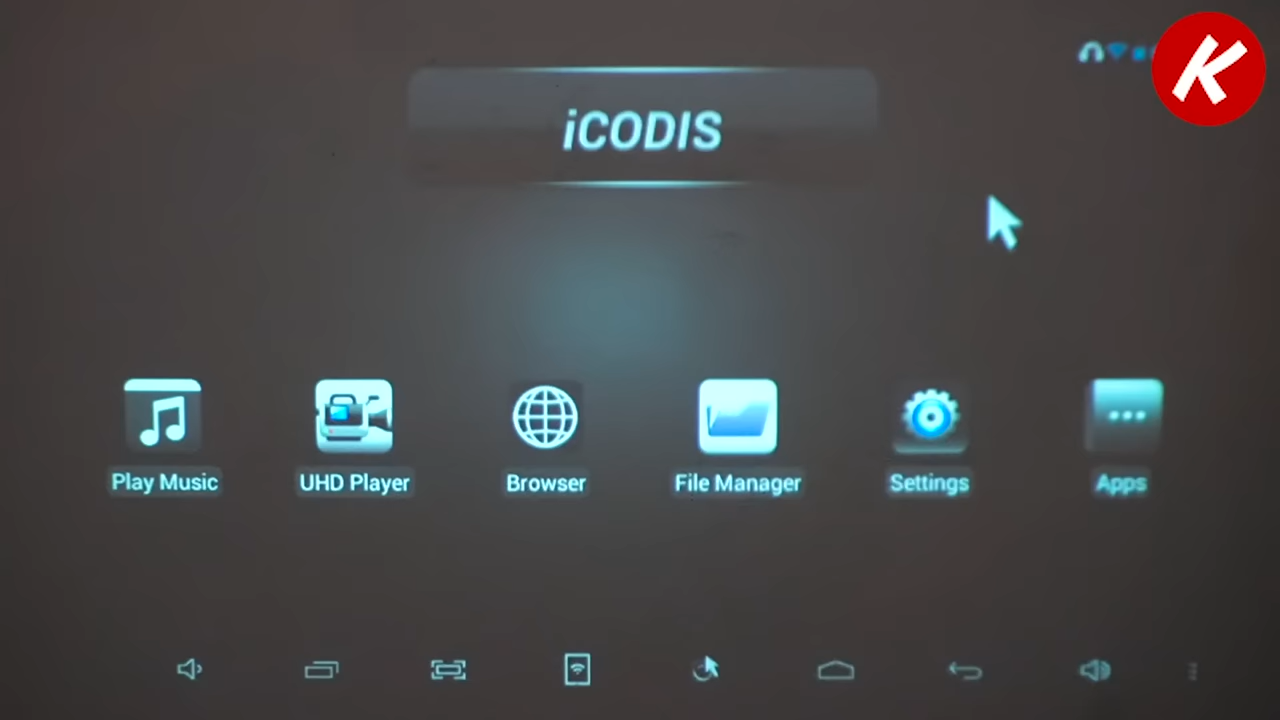 K
iCODIS
Play Music
UHD Player
Browser
File Manager
Settings
Apps